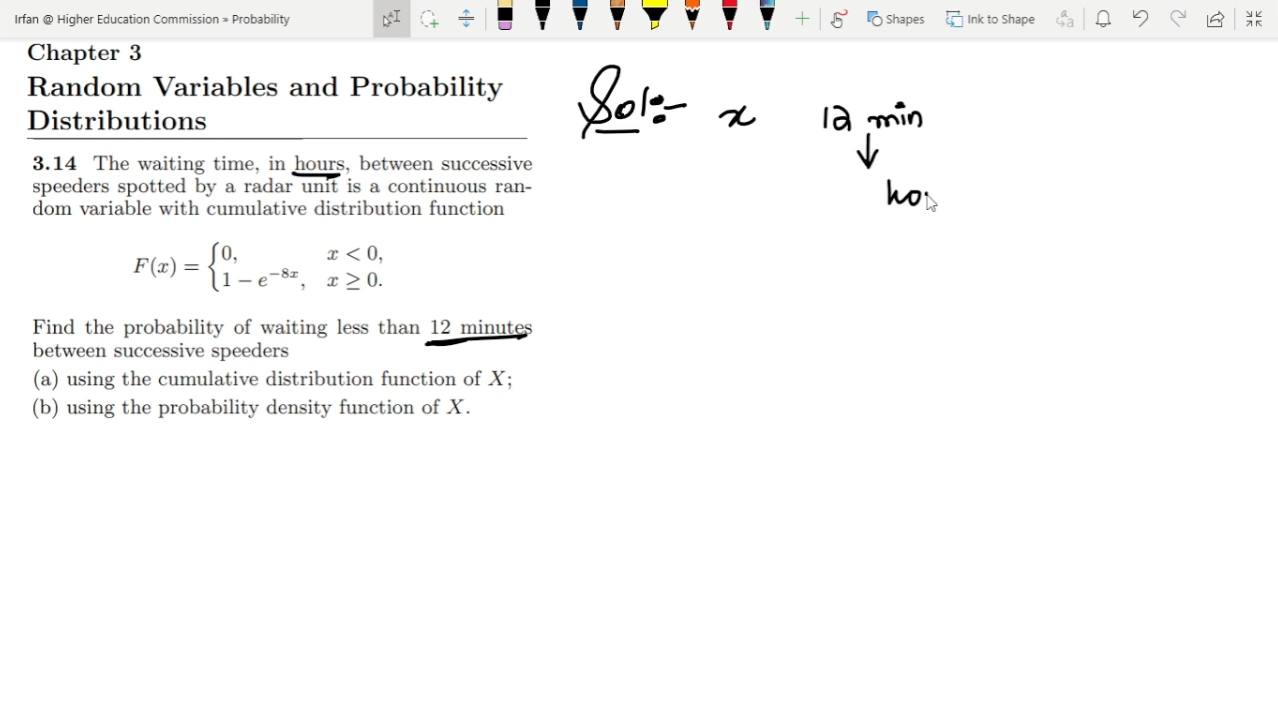 Irfan @ Higher Education Commission » Probability
Shapes
Ink to Shape
Chapter 3
Random Variables and Probability
Distributions
3.14 The waiting time, in hours, between successive
speeders spotted by a radar unit is a continuous ran-
dom variable with cumulative distribution function
F(x) = {0, x < 0,
1 − e^{−8x}, x ≥ 0.
Find the probability of waiting less than 12 minutes
between successive speeders
(a) using the cumulative distribution function of X;
(b) using the probability density function of X.
Sol:- x 12 min
↓